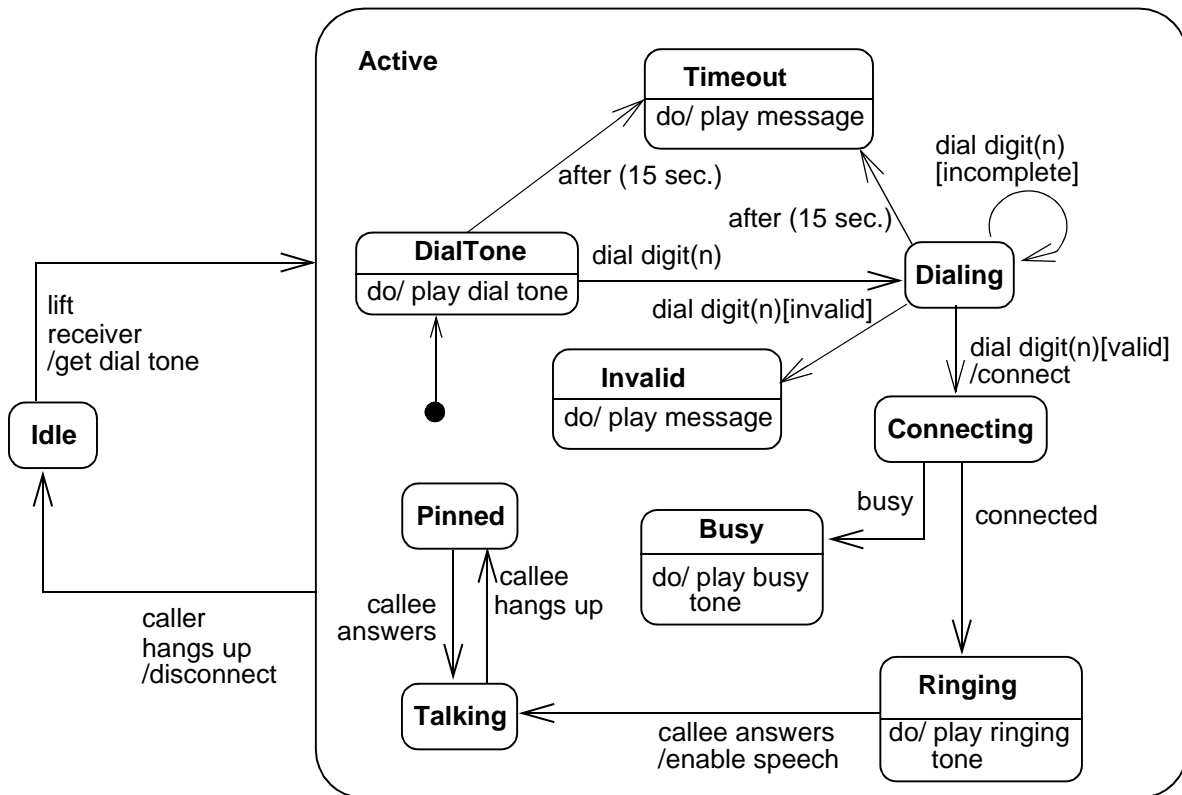 Active
Timeout
do/ play message
dial digit(n)
[incomplete]
after (15 sec.)
after (15 sec.)
DialTone
do/ play dial tone
dial digit(n)
Dialing
lift
receiver
/get dial tone
dial digit(n)[invalid]
dial digit(n)[valid]
/connect
Invalid
do/ play message
Idle
Connecting
Pinned
busy
connected
Busy
do/ play busy
tone
callee
hangs up
callee
answers
caller
hangs up
/disconnect
Talking
Ringing
do/ play ringing
tone
callee answers
/enable speech